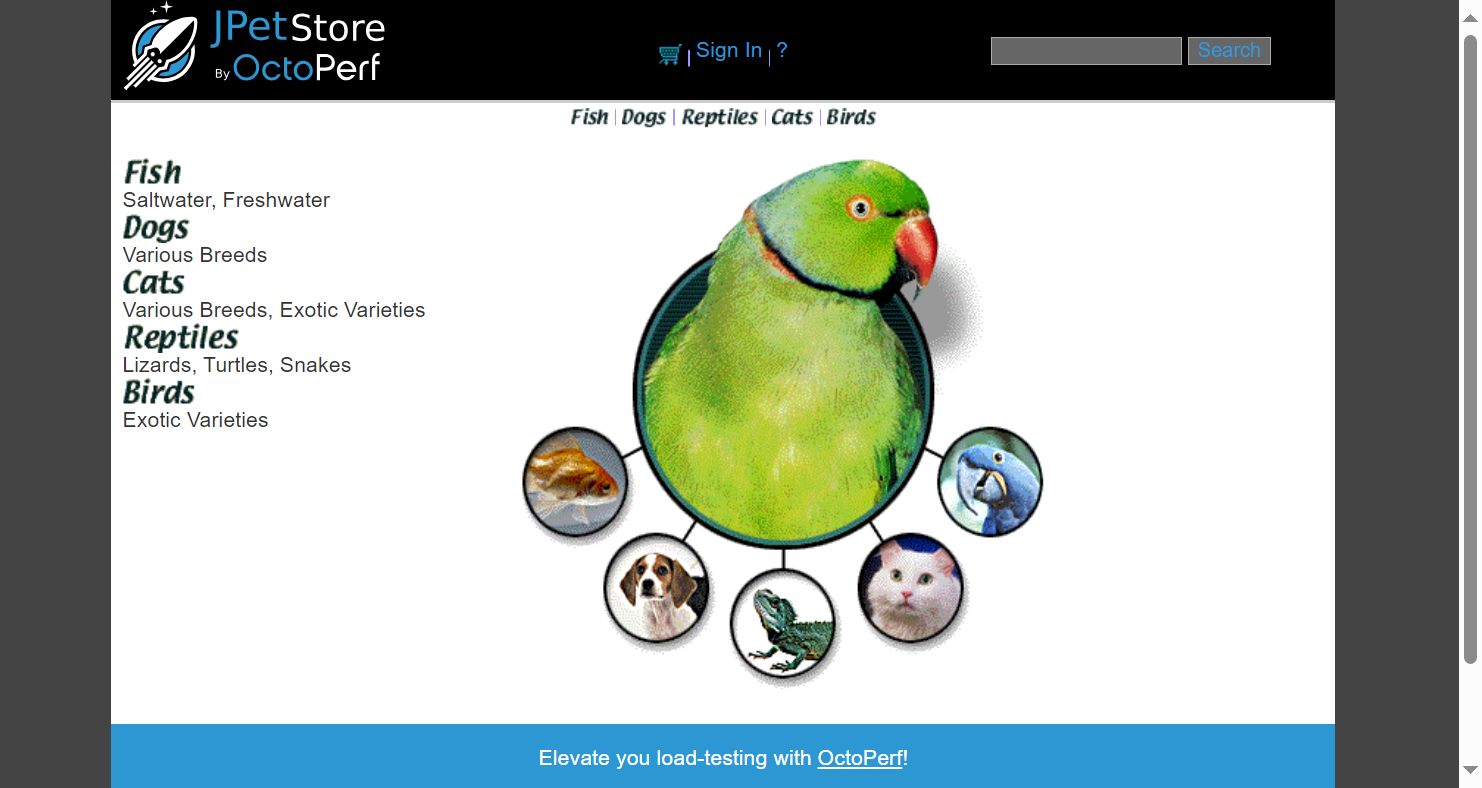 JPetStore
By OctoPerf
Sign In | ?
Search
Fish | Dogs | Reptiles | Cats | Birds
Fish
Saltwater, Freshwater
Dogs
Various Breeds
Cats
Various Breeds, Exotic Varieties
Reptiles
Lizards, Turtles, Snakes
Birds
Exotic Varieties
Elevate you load-testing with OctoPerf!